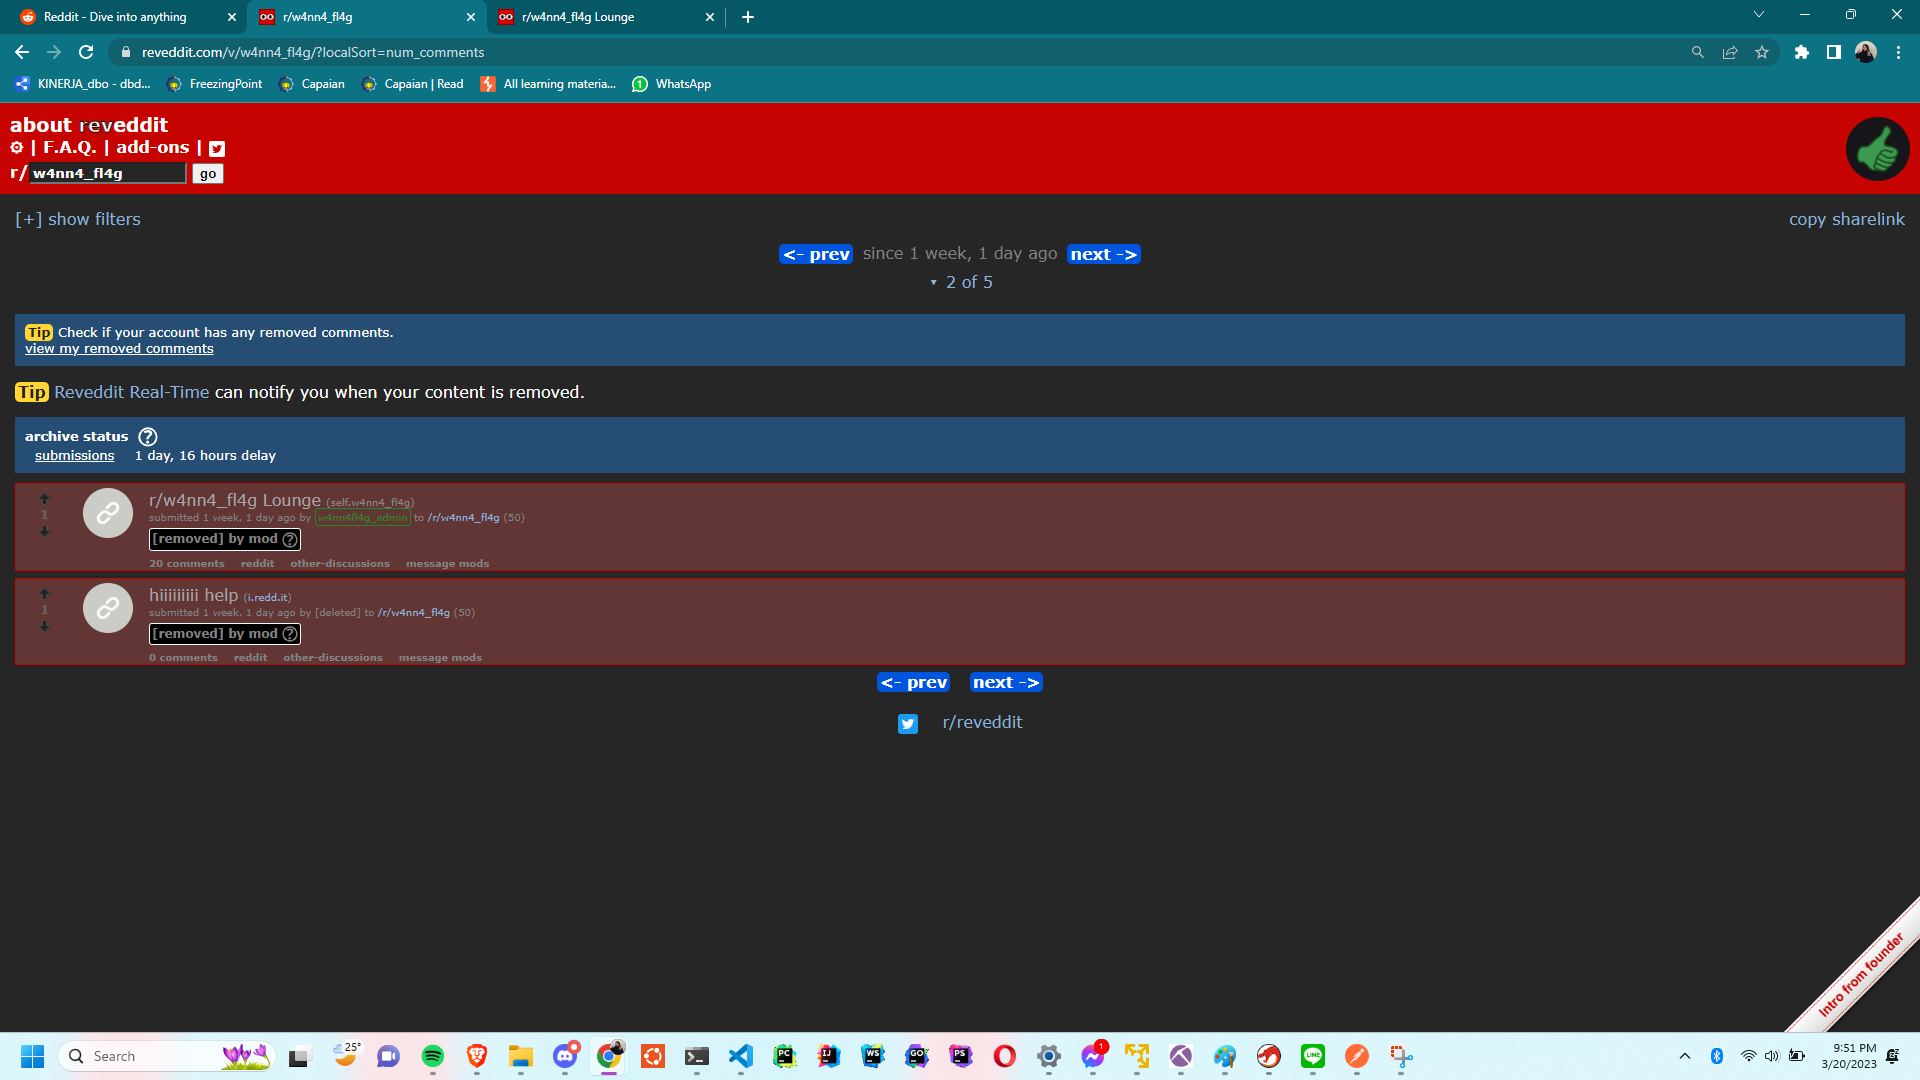 Reddit - Dive into anything
r/w4nn4_fl4g
r/w4nn4_fl4g Lounge
reveddit.com/v/w4nn4_fl4g/?localSort=num_comments
KINERJA_dbo - dbd...
FreezingPoint
Capaian
Capaian | Read
All learning materia...
WhatsApp
about reveddit
| F.A.Q. | add-ons |
r/ w4nn4_fl4g go
[+] show filters
copy sharelink
<- prev since 1 week, 1 day ago next ->
▾ 2 of 5
Tip Check if your account has any removed comments.
view my removed comments
Tip Reveddit Real-Time can notify you when your content is removed.
archive status ?
submissions 1 day, 16 hours delay
r/w4nn4_fl4g Lounge (self.w4nn4_fl4g)
1
submitted 1 week, 1 day ago by w4nn4fl4g_admin to /r/w4nn4_fl4g (50)
[removed] by mod ?
20 comments reddit other-discussions message mods
hiiiiiiiii help (i.redd.it)
1
submitted 1 week, 1 day ago by [deleted] to /r/w4nn4_fl4g (50)
[removed] by mod ?
0 comments reddit other-discussions message mods
<- prev next ->
r/reveddit
Intro from founder
Search
25°
PC
IJ
WS
GO
PS
1
LINE
9:51 PM
3/20/2023